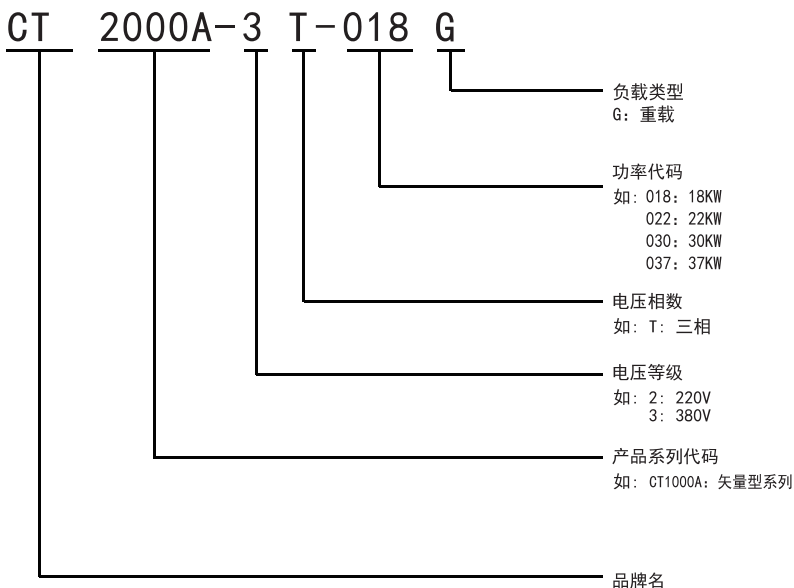 CT 2000A-3 T-018 G
负载类型
G: 重载
功率代码
如: 018: 18KW
022: 22KW
030: 30KW
037: 37KW
电压相数
如: T: 三相
电压等级
如: 2: 220V
3: 380V
产品系列代码
如: CT1000A: 矢量型系列
品牌名